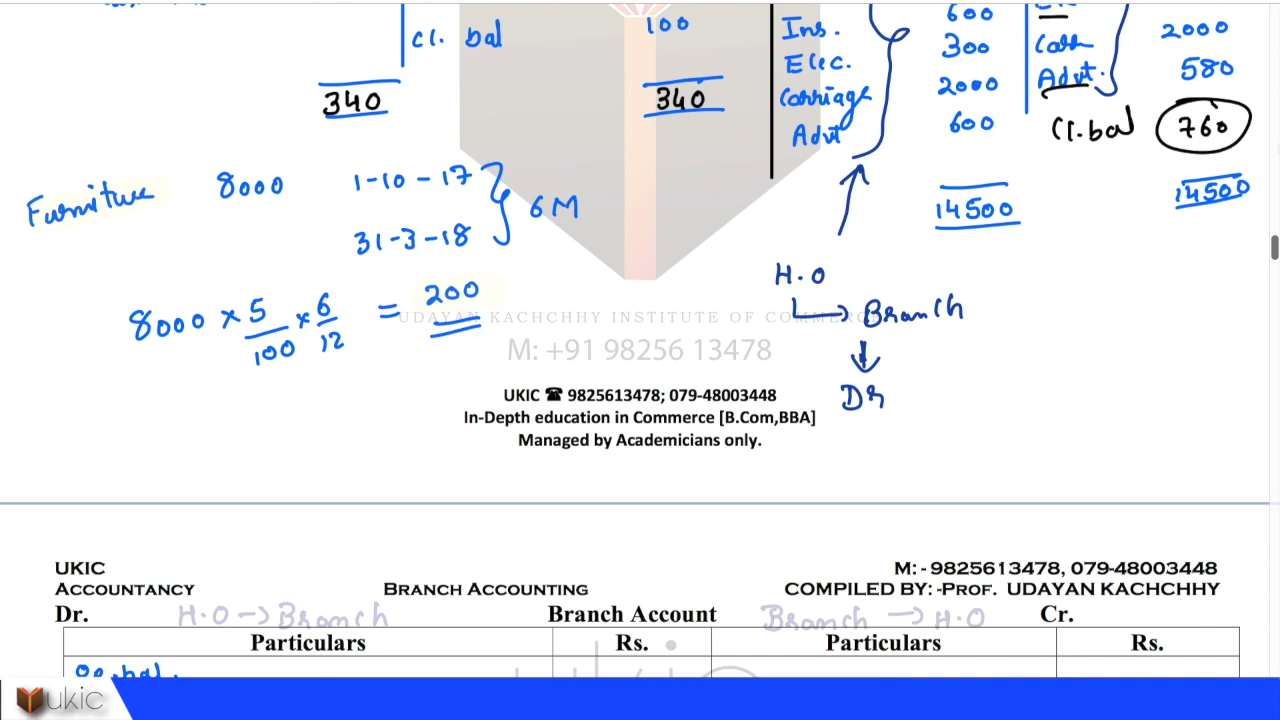 600
Cl. bal 100 Ins. 2000
300 Cash
Elec. 580
340 340 Carriage 2000 Advt.
Advt 600 Cl.bal 760
Furniture 8000 1-10-17 6M
31-3-18
14500 14500
8000 × 5/100 × 6/12 = 200
H.O
Branch
Dr
UDAYAN KACHCHHY INSTITUTE OF COMMERCE
M: +91 98256 13478
UKIC ☎ 9825613478; 079-48003448
In-Depth education in Commerce [B.Com,BBA]
Managed by Academicians only.
UKIC M: - 9825613478, 079-48003448
ACCOUNTANCY BRANCH ACCOUNTING COMPILED BY: -PROF. UDAYAN KACHCHHY
Dr. H.O → Branch Branch Account Branch → H.O Cr.
Particulars Rs. Particulars Rs.
Op. bal.
ukic